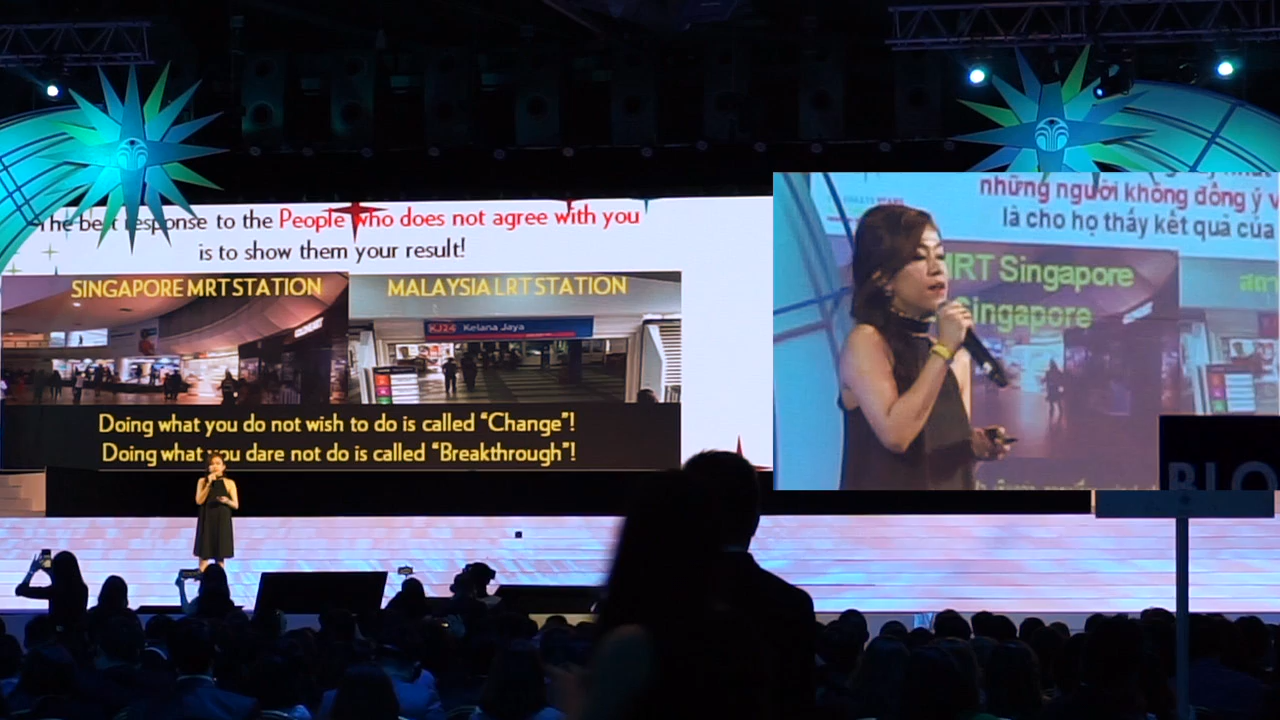 The best response to the People who does not agree with you
is to show them your result!
SINGAPORE MRT STATION
MALAYSIA LRT STATION
KJ24 Kelana Jaya
Doing what you do not wish to do is called “Change”!
Doing what you dare not do is called “Breakthrough”!
những người không đồng ý v
là cho họ thấy kết quả của
MRT Singapore
Singapore
BLO